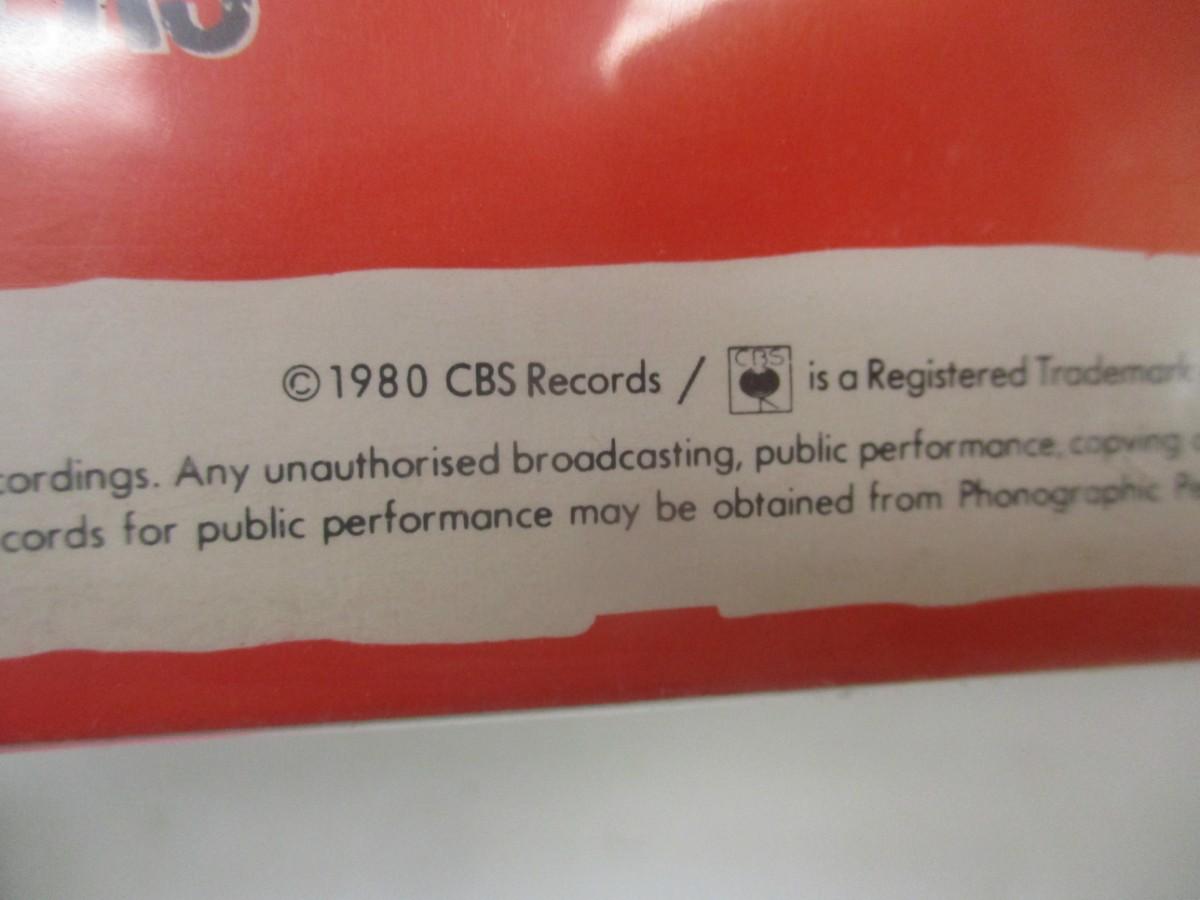 ©1980 CBS Records / CBS is a Registered Trademark
cordings. Any unauthorised broadcasting, public performance, copying
cords for public performance may be obtained from Phonographic